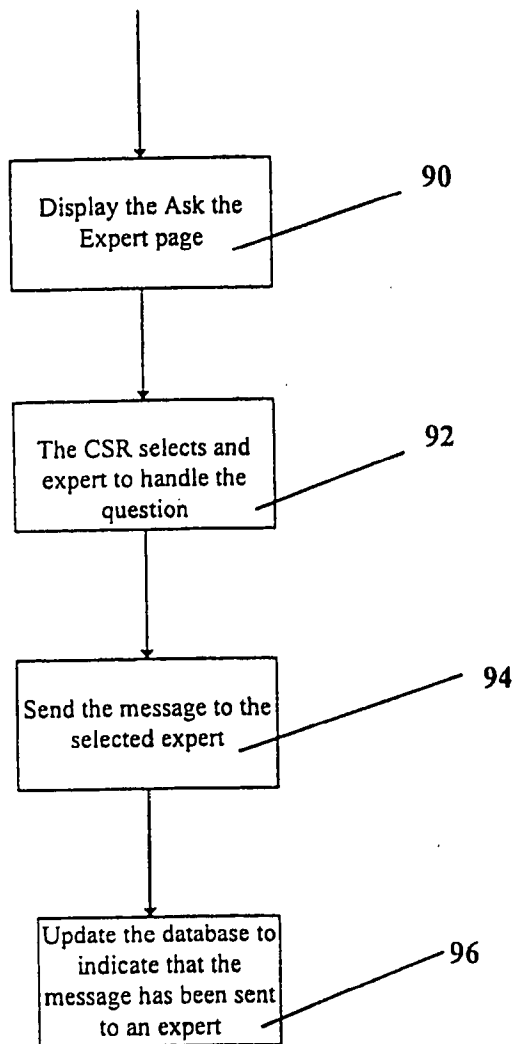 Display the Ask the
Expert page
90
The CSR selects and
expert to handle the
question
92
Send the message to the
selected expert
94
Update the database to
indicate that the
message has been sent
to an expert
96